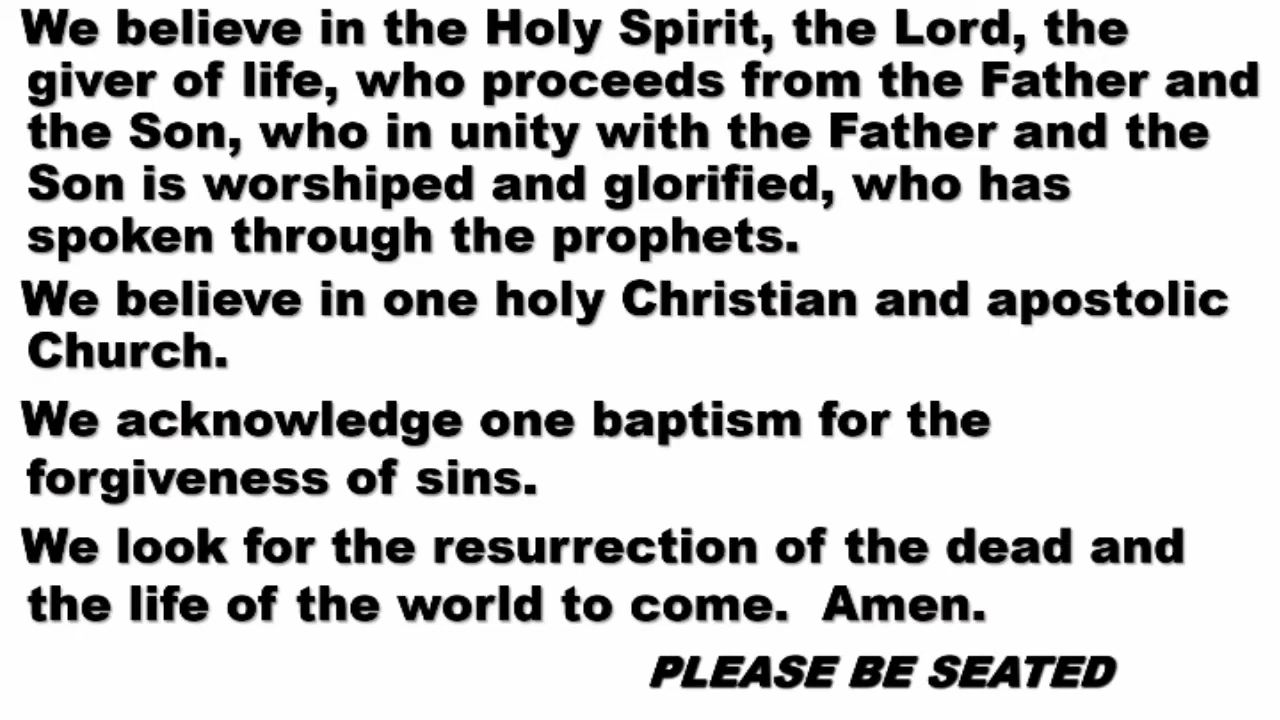 We believe in the Holy Spirit, the Lord, the
giver of life, who proceeds from the Father and
the Son, who in unity with the Father and the
Son is worshiped and glorified, who has
spoken through the prophets.
We believe in one holy Christian and apostolic
Church.
We acknowledge one baptism for the
forgiveness of sins.
We look for the resurrection of the dead and
the life of the world to come.  Amen.
PLEASE BE SEATED